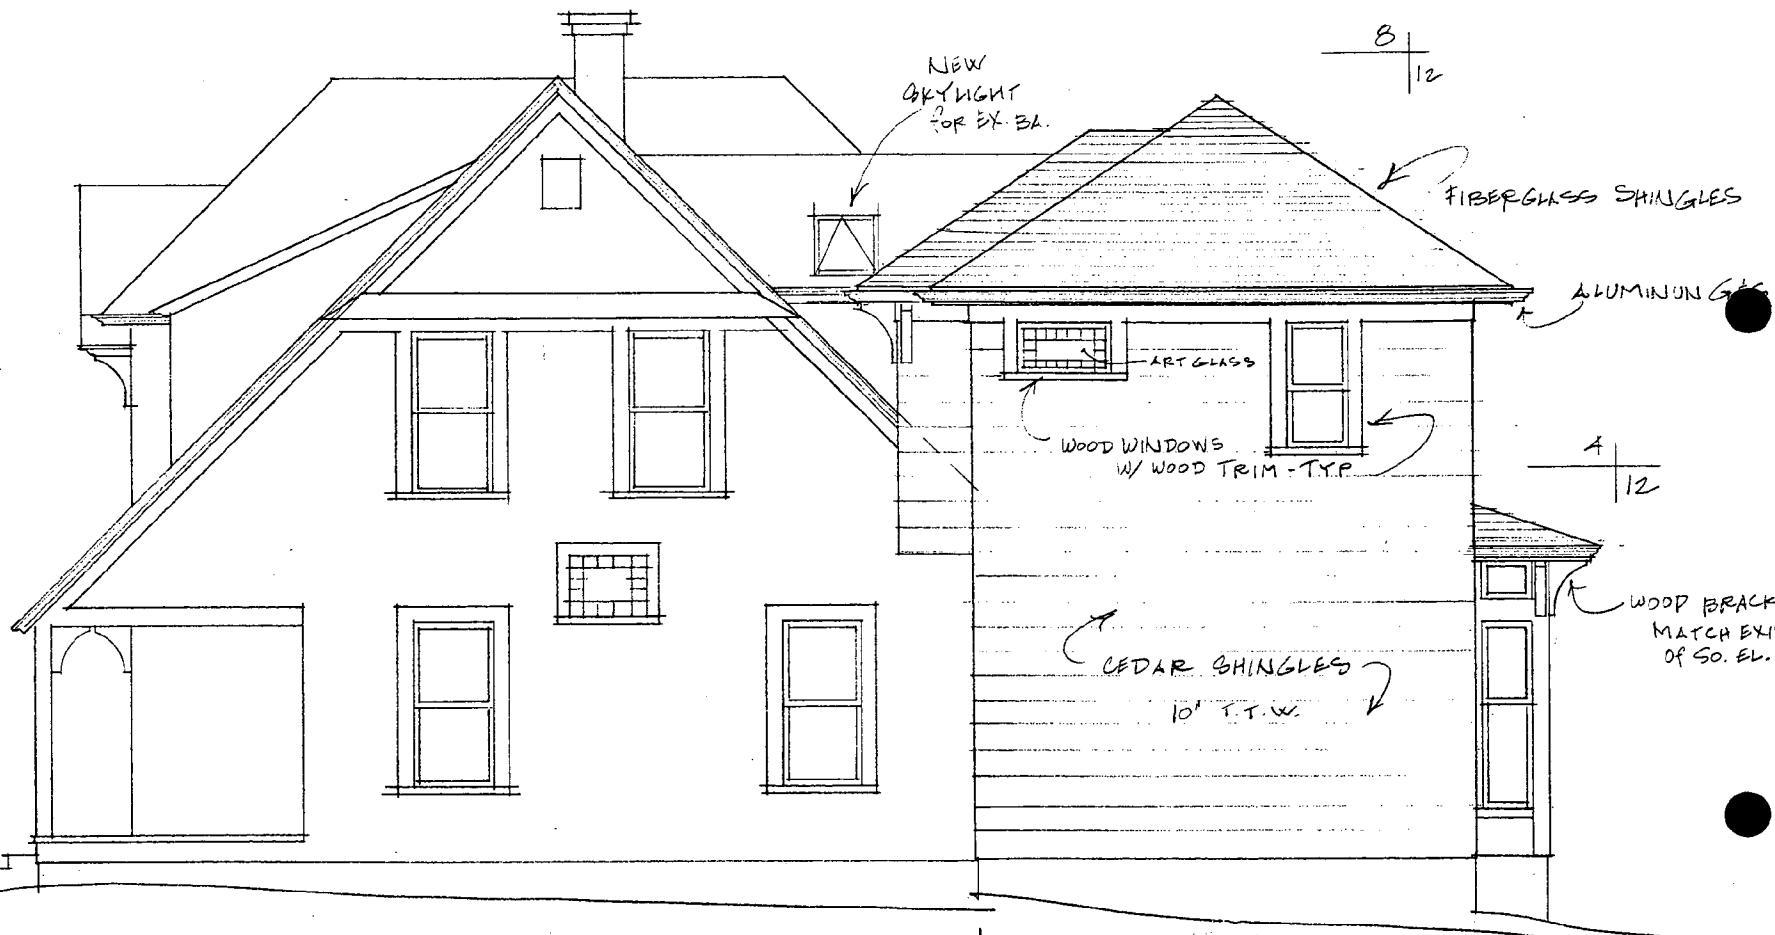 8
12
NEW
SKYLIGHT
for EX. BA.
FIBERGLASS SHINGLES
ALUMINUN
ART GLASS
WOOD WINDOWS
W/ WOOD TRIM - TYP
4
12
WOOD BRACK
MATCH EXI
Of SO. EL.
CEDAR SHINGLES
10" T.T.W.